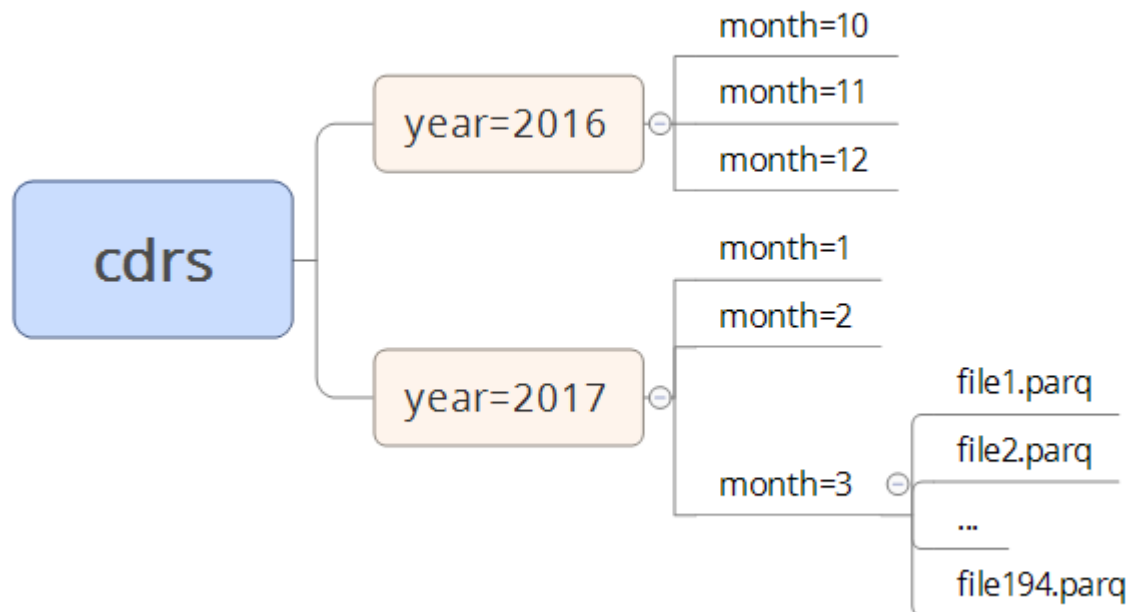 cdrs
year=2016
month=10
month=11
month=12
year=2017
month=1
month=2
month=3
file1.parq
file2.parq
...
file194.parq